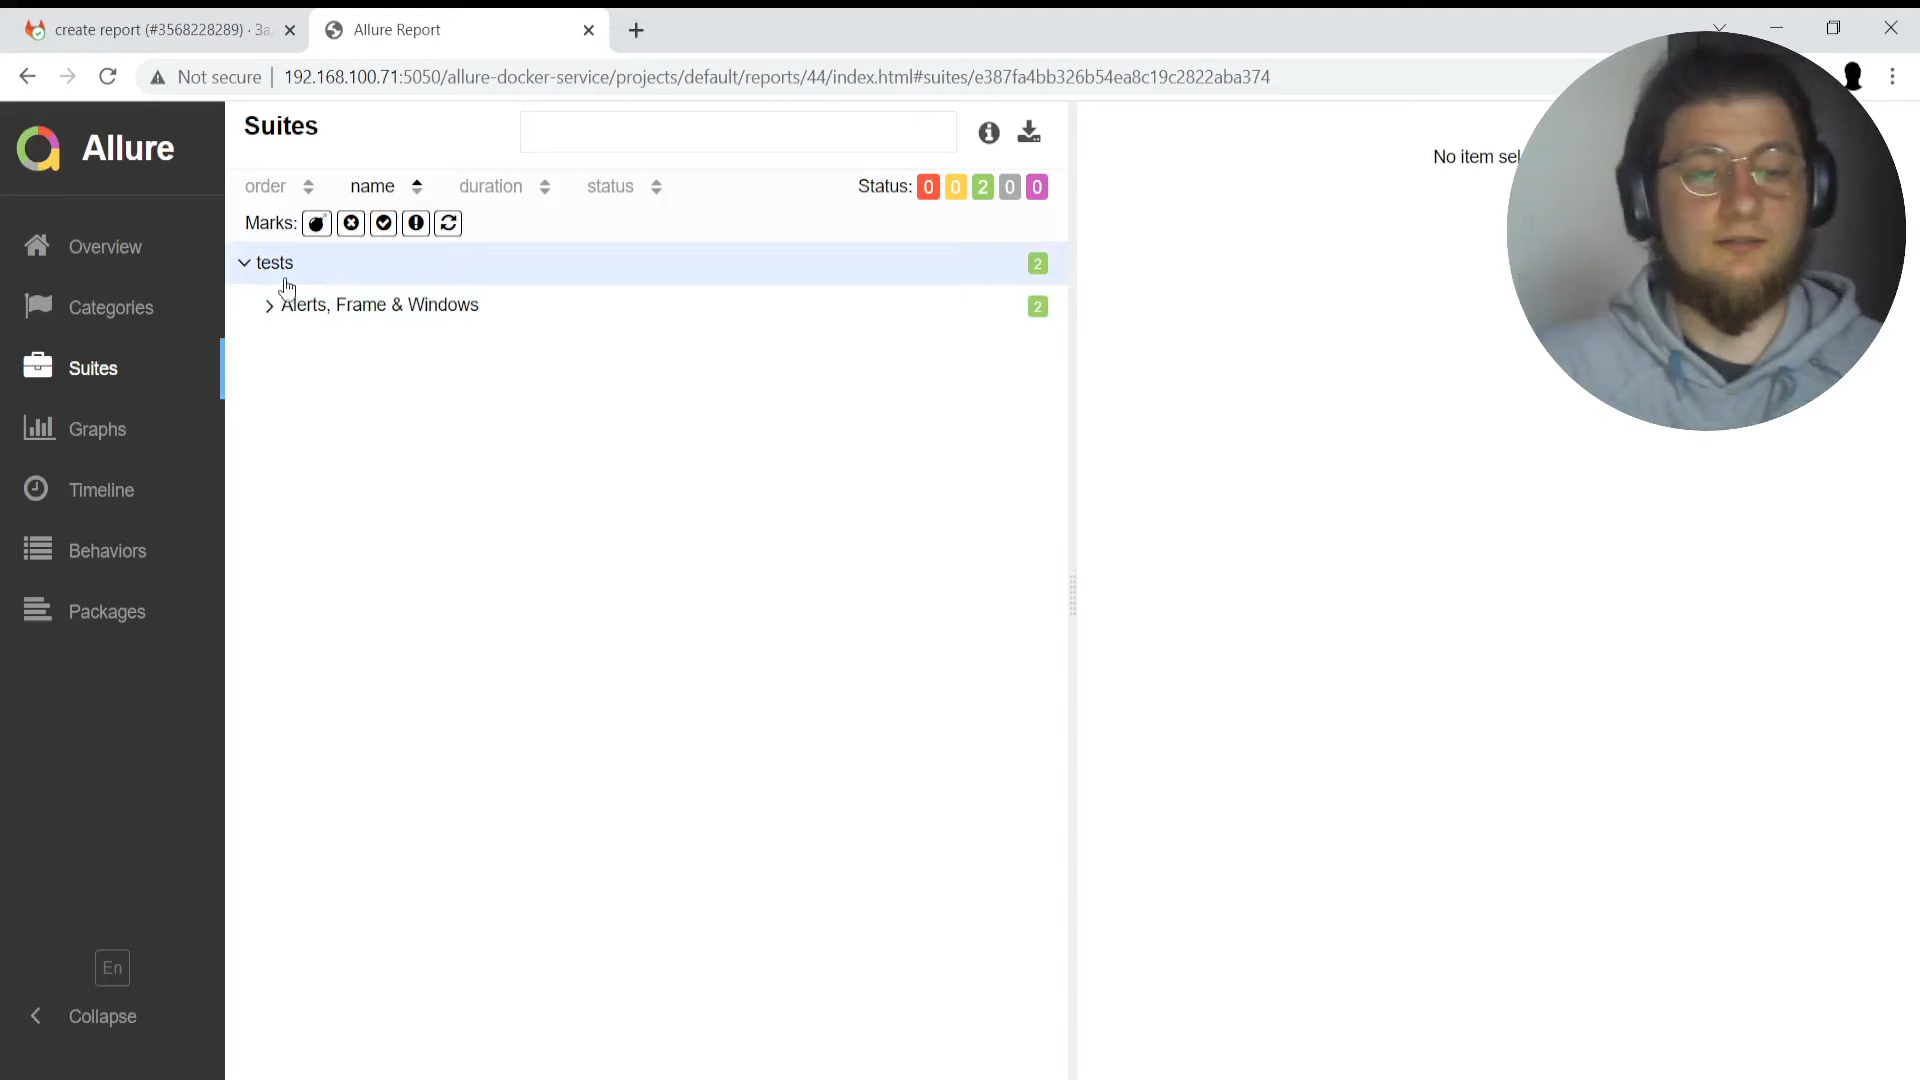 create report (#3568228289) · За
Allure Report
Not secure
192.168.100.71:5050/allure-docker-service/projects/default/reports/44/index.html#suites/e387fa4bb326b54ea8c19c2822aba374
Allure
Overview
Categories
Suites
Graphs
Timeline
Behaviors
Packages
En
Collapse
Suites
order name duration status
Status: 0 0 2 0 0
Marks:
tests 2
Alerts, Frame & Windows 2
No item sel